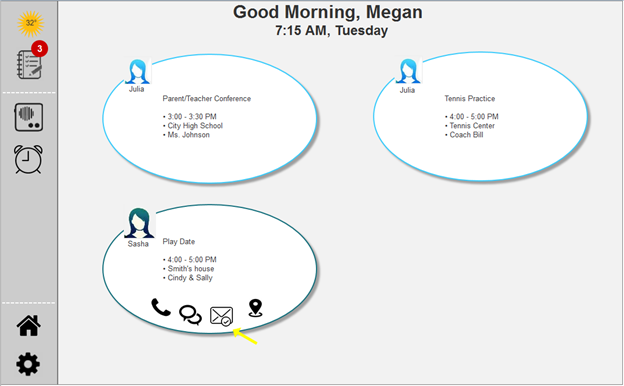 Good Morning, Megan
7:15 AM, Tuesday
32°
3
Julia
Parent/Teacher Conference
• 3:00 - 3:30 PM
• City High School
• Ms. Johnson
Julia
Tennis Practice
• 4:00 - 5:00 PM
• Tennis Center
• Coach Bill
Sasha
Play Date
• 4:00 - 5:00 PM
• Smith's house
• Cindy & Sally